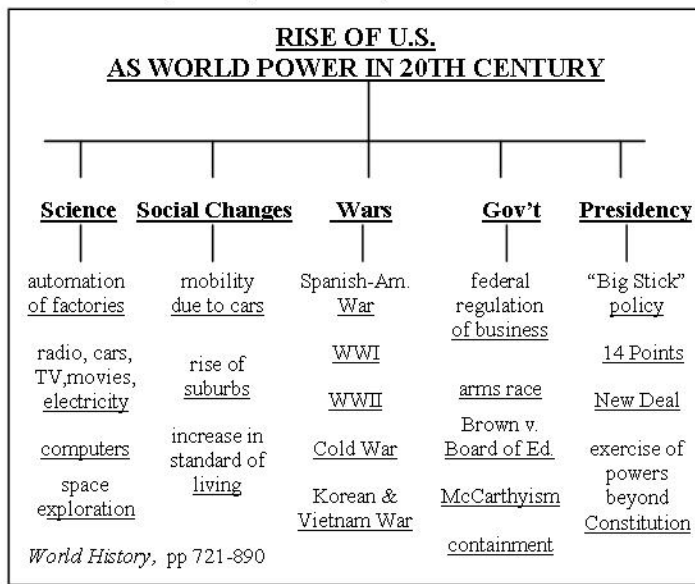 RISE OF U.S.
AS WORLD POWER IN 20TH CENTURY
Science
automation
of factories
radio, cars,
TV,movies,
electricity
computers
space
exploration
Social Changes
mobility
due to cars
rise of
suburbs
increase in
standard of
living
Wars
Spanish-Am.
War
WWI
WWII
Cold War
Korean &
Vietnam War
Gov't
federal
regulation
of business
arms race
Brown v.
Board of Ed.
McCarthyism
containment
Presidency
“Big Stick”
policy
14 Points
New Deal
exercise of
powers
beyond
Constitution
World History, pp 721-890